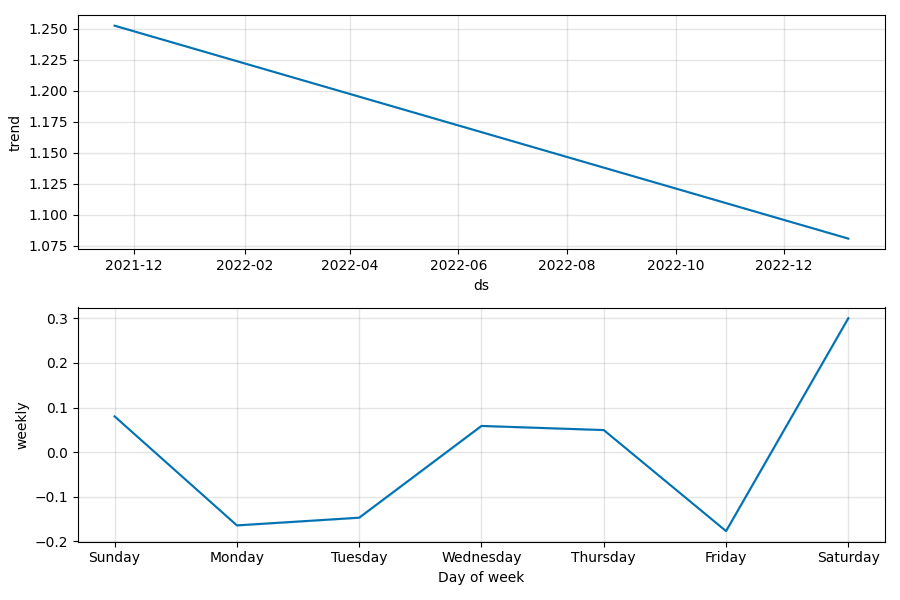 1.250
1.225
1.200
1.175
1.150
1.125
1.100
1.075
trend
2021-12 2022-02 2022-04 2022-06 2022-08 2022-10 2022-12
ds
0.3
0.2
0.1
0.0
−0.1
−0.2
weekly
Sunday Monday Tuesday Wednesday Thursday Friday Saturday
Day of week